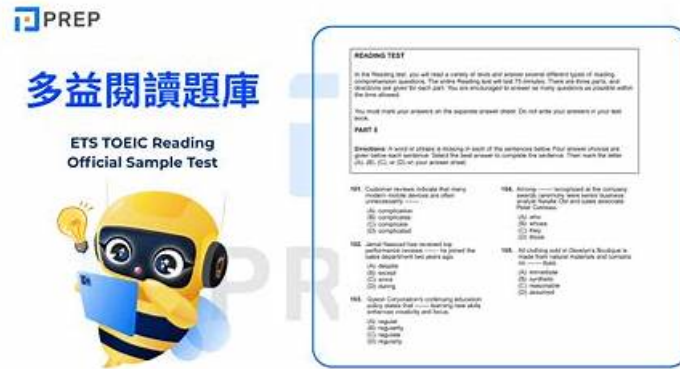 PREP
多益閱讀題庫
ETS TOEIC Reading
Official Sample Test
READING TEST
In the Reading test, you will read a variety of texts and answer several different types of reading
comprehension questions. The entire Reading test will last 75 minutes. There are three parts, and
directions are given for each part. You are encouraged to answer as many questions as possible within
the time allowed.
You must mark your answers on the separate answer sheet. Do not write your answers in your test
book.
PART 5
Directions: A word or phrase is missing in each of the sentences below. Four answer choices are
given below each sentence. Select the best answer to complete the sentence. Then mark the letter
(A), (B), (C), or (D) on your answer sheet.
101. Customer reviews indicate that many
modern mobile devices are often
unnecessarily -------.
(A) complication
(B) complicates
(C) complicate
(D) complicated
102. Jamal Nawzad has received top
performance reviews ------- he joined the
sales department two years ago.
(A) despite
(B) except
(C) since
(D) during
103. Gyeon Corporation's continuing education
policy states that ------- learning new skills
enhances creativity and focus.
(A) regular
(B) regularity
(C) regulate
(D) regularly
104. Among ------- recognized at the company
awards ceremony were senior business
analyst Natalie Obi and sales associate
Peter Comeau.
(A) who
(B) whose
(C) they
(D) those
105. All clothing sold in Develyn's Boutique is
made from natural materials and contains
no ------- dyes.
(A) immediate
(B) synthetic
(C) reasonable
(D) assumed